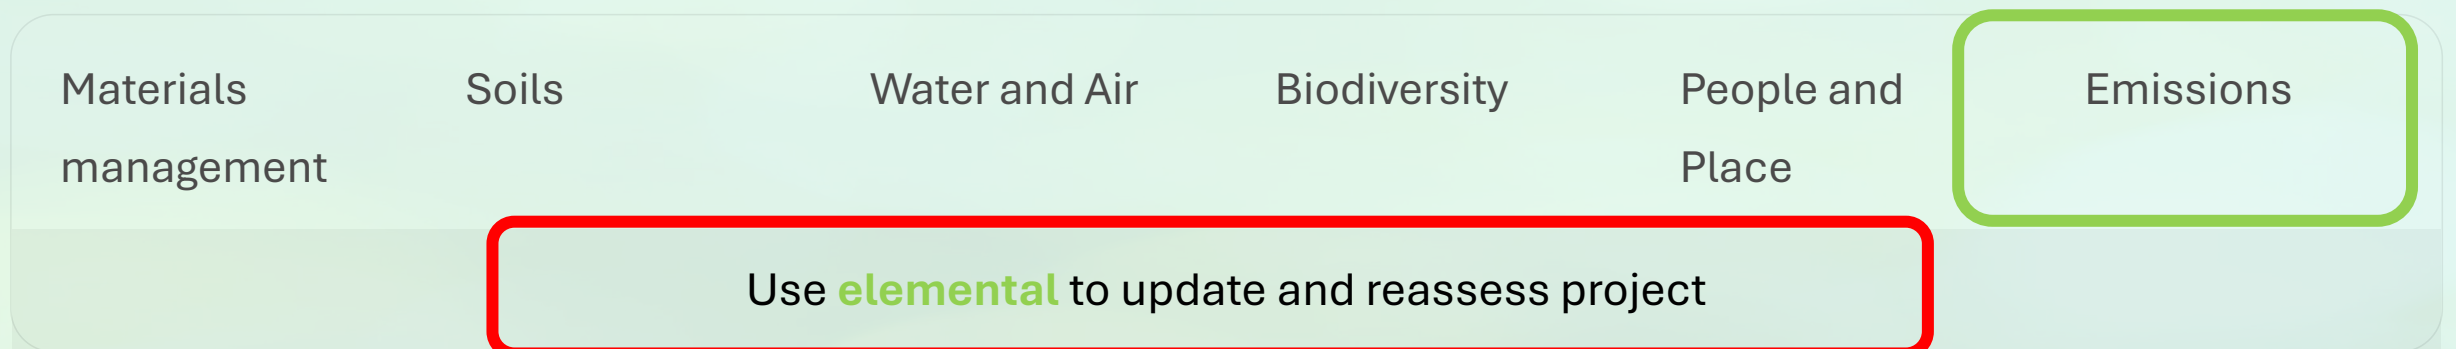 Materials management
Soils
Water and Air
Biodiversity
People and Place
Emissions
Use elemental to update and reassess project